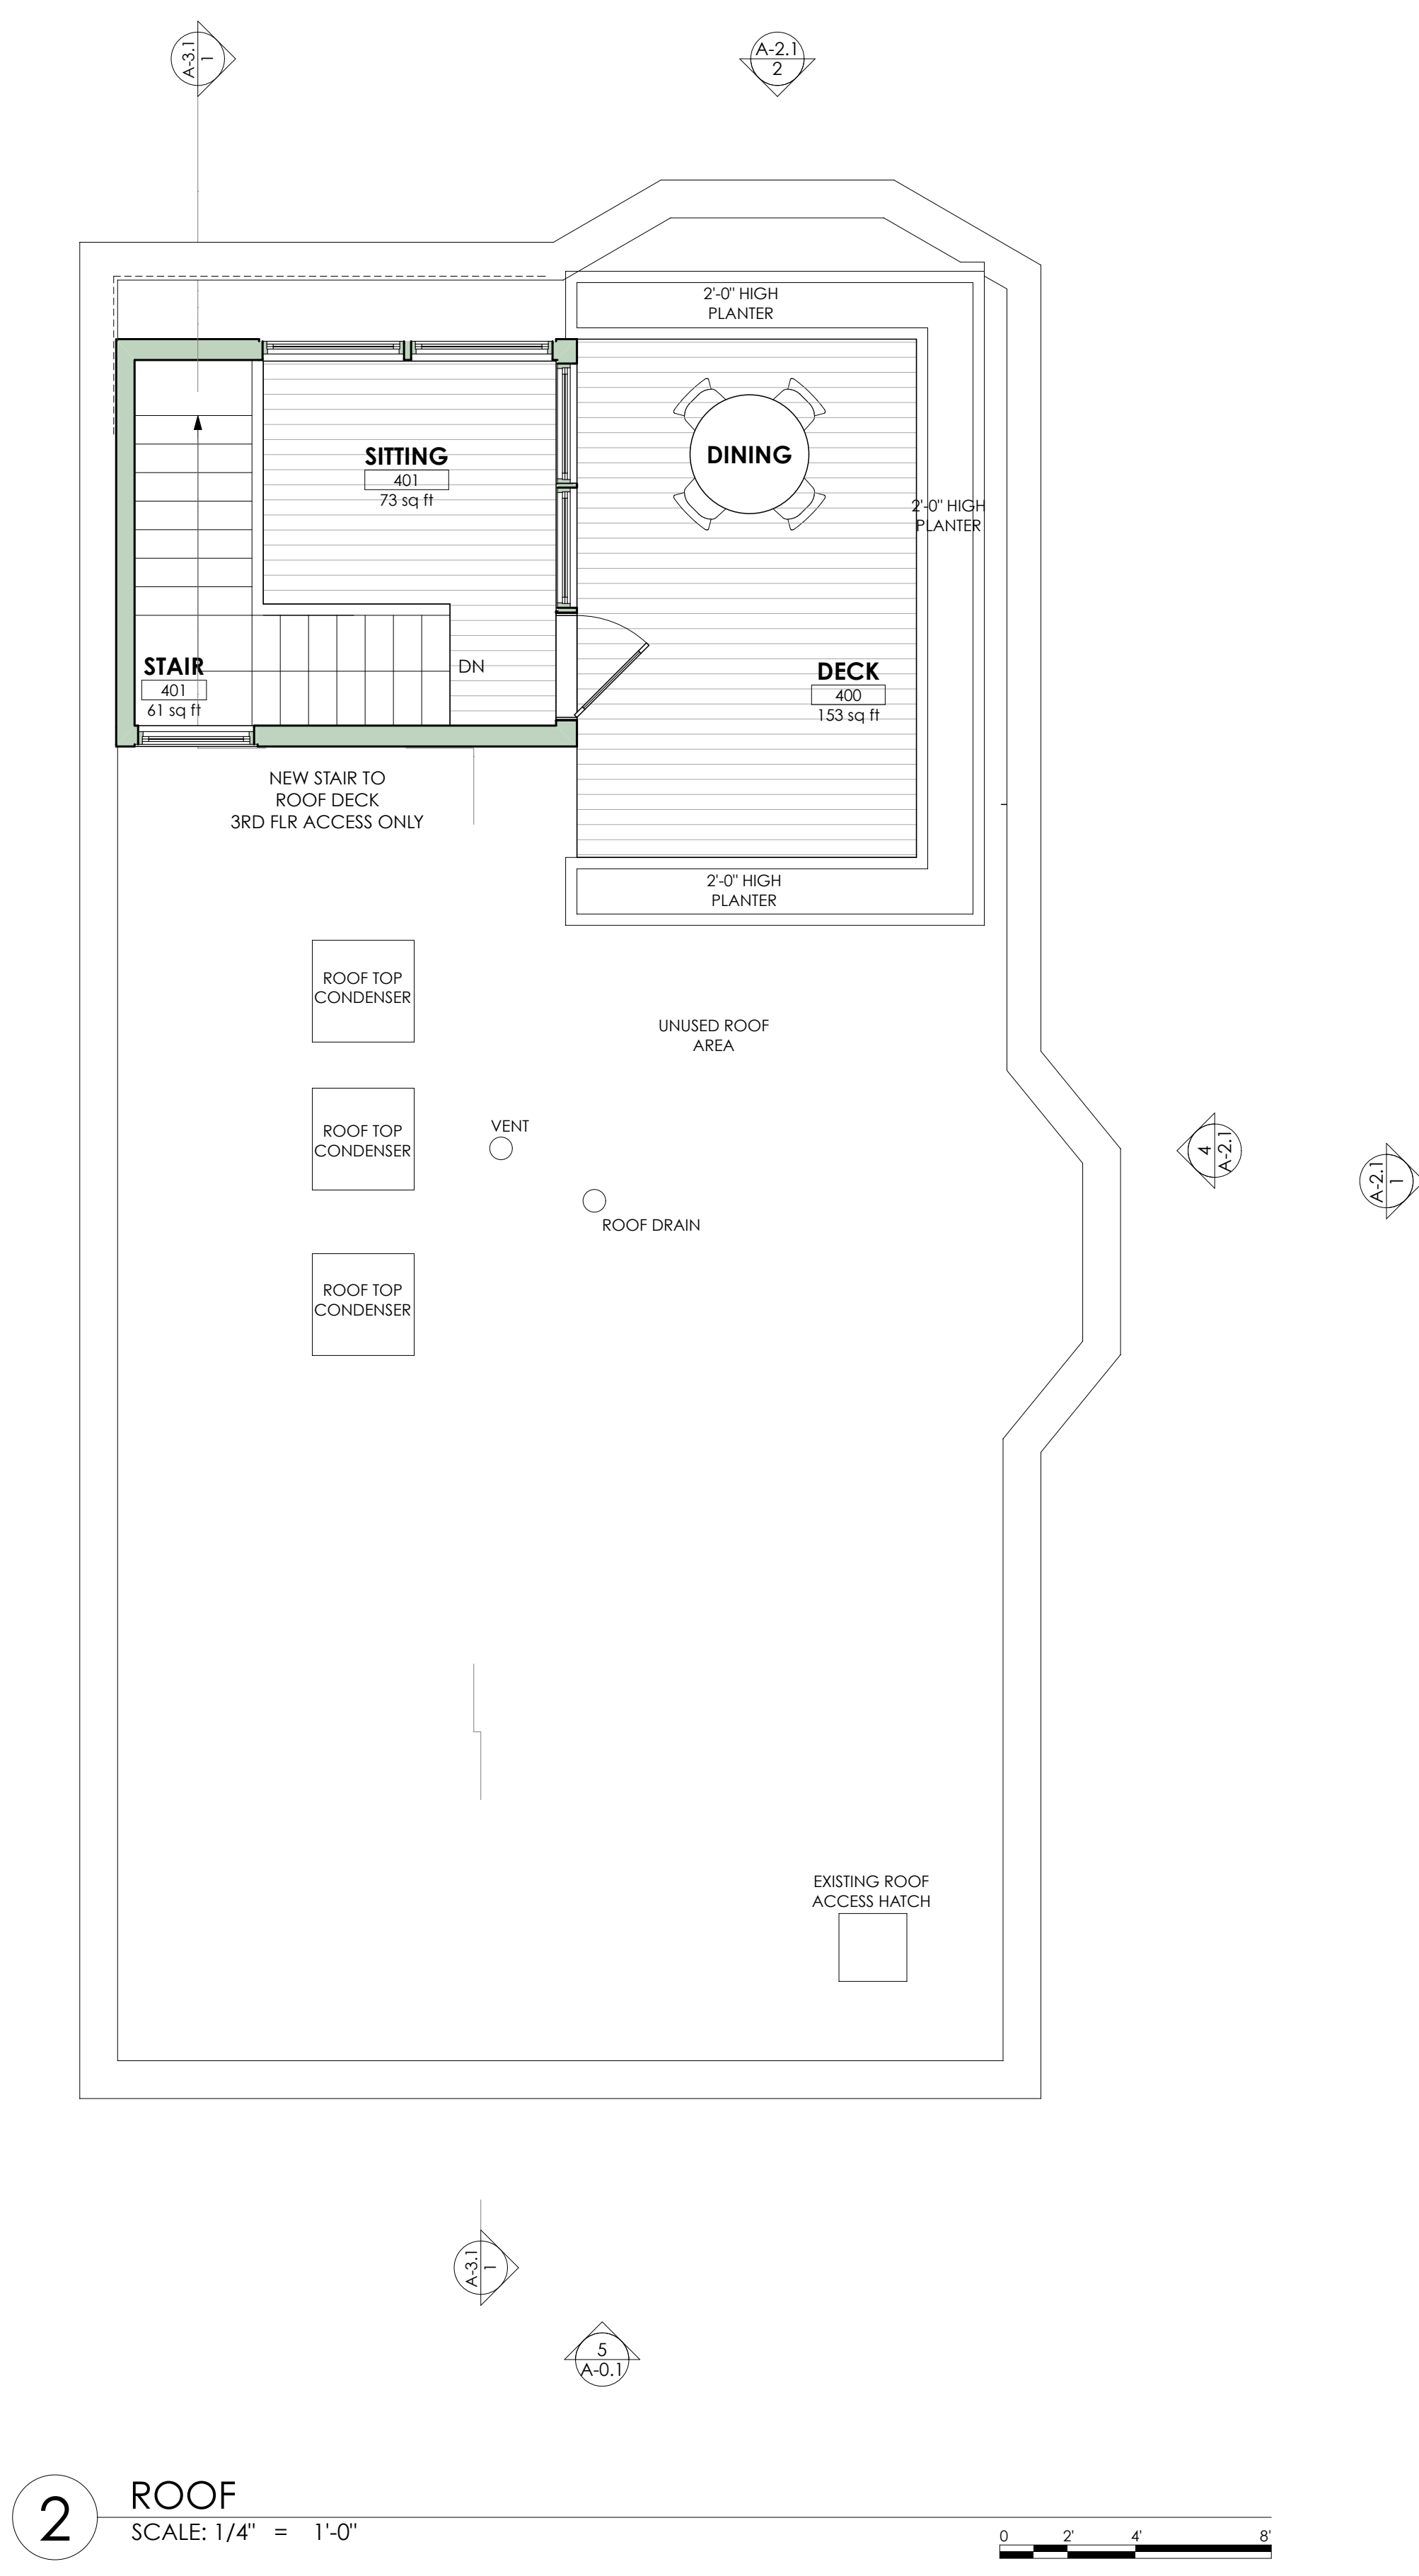 A-3.1
1
A-2.1
2
2'-0" HIGH
PLANTER
SITTING
401
73 sq ft
DINING
2'-0" HIGH
PLANTER
STAIR
401
61 sq ft
DN
DECK
400
153 sq ft
NEW STAIR TO
ROOF DECK
3RD FLR ACCESS ONLY
2'-0" HIGH
PLANTER
ROOF TOP
CONDENSER
UNUSED ROOF
AREA
ROOF TOP
CONDENSER
VENT
4
A-2.1
A-2.1
1
ROOF DRAIN
ROOF TOP
CONDENSER
EXISTING ROOF
ACCESS HATCH
A-3.1
1
5
A-0.1
2
ROOF
SCALE: 1/4" = 1'-0"
0 2' 4' 8'